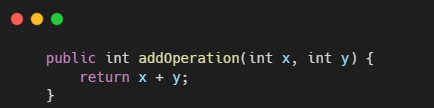 public int addOperation(int x, int y) {
    return x + y;
}